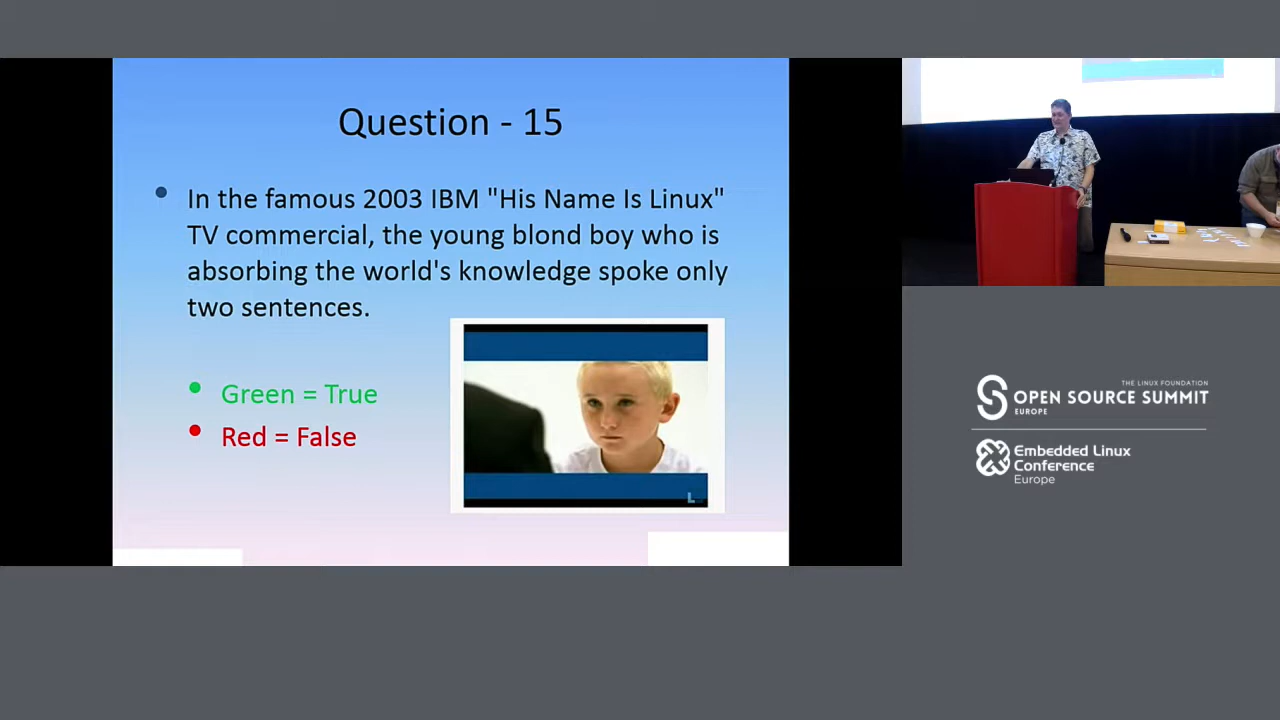 Question - 15
In the famous 2003 IBM "His Name Is Linux"
TV commercial, the young blond boy who is
absorbing the world's knowledge spoke only
two sentences.
Green = True
Red = False
L
THE LINUX FOUNDATION
OPEN SOURCE SUMMIT
EUROPE
Embedded Linux
Conference
Europe